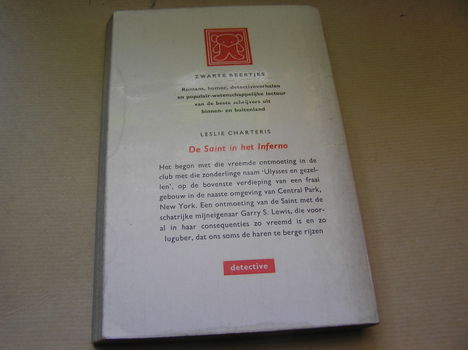 ZWARTE BEERTJES
Romans, humor, detectiveverhalen
en populair-wetenschappelijke lectuur
van de beste schrijvers uit
binnen- en buitenland
LESLIE CHARTERIS
De Saint in het Inferno
Het begon met die vreemde ontmoeting in de
club met die zonderlinge naam 'Ulysses en gezel-
len', op de bovenste verdieping van een fraai
gebouw in de naaste omgeving van Central Park,
New York. Een ontmoeting van de Saint met de
schatrijke mijneigenaar Garry S. Lewis, die voor-
al in haar consequenties zo vreemd is en zo
luguber, dat ons soms de haren te berge rijzen
detective